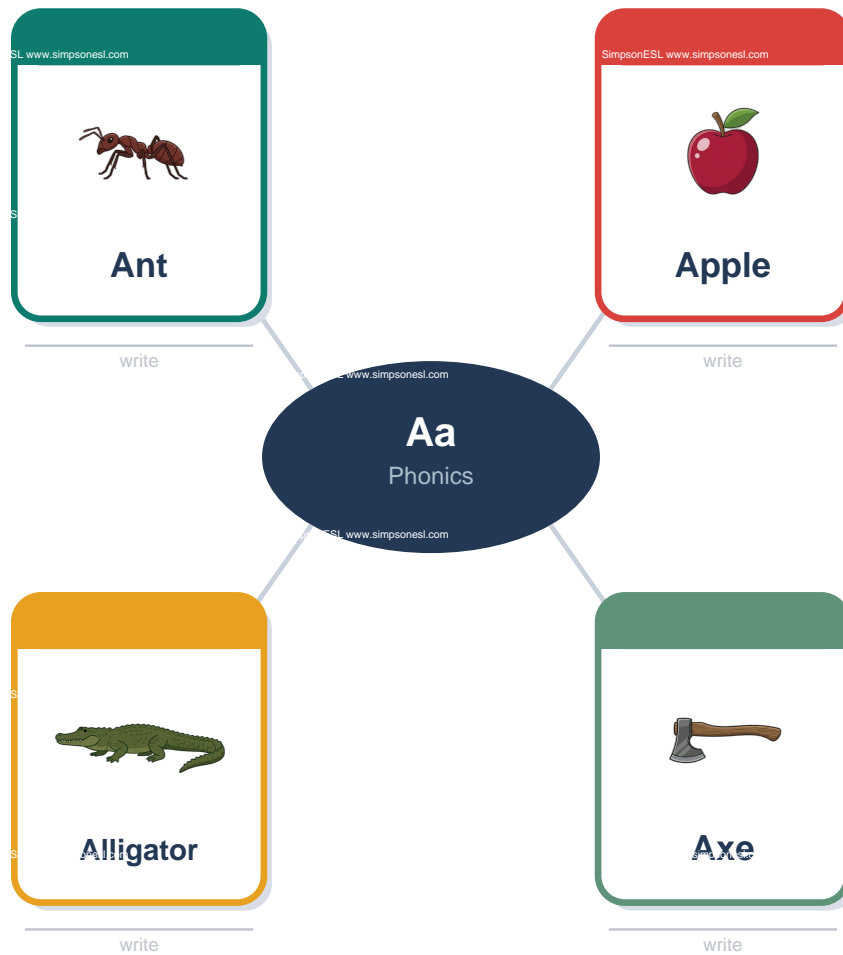 SL www.simpsonesl.com
SimpsonESL www.simpsonesl.com
S
Ant
Apple
write
write
www.simpsonesl.com
Aa
Phonics
ESL www.simpsonesl.com
S
Alligator
Axe
S
write
write